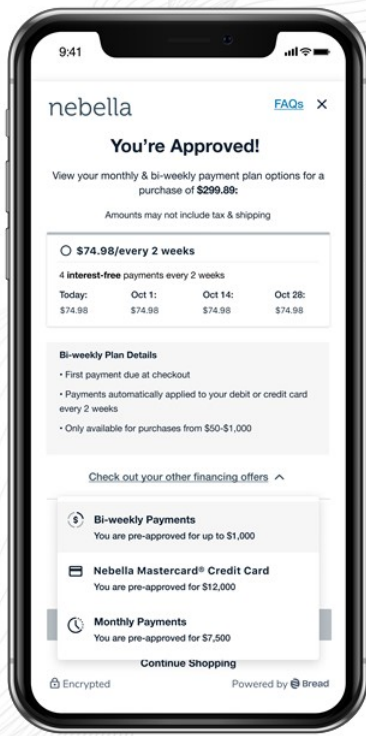 9:41
nebella
FAQs ×
You're Approved!
View your monthly & bi-weekly payment plan options for a
purchase of $299.89:
Amounts may not include tax & shipping
$74.98/every 2 weeks
4 interest-free payments every 2 weeks
Today: Oct 1: Oct 14: Oct 28:
$74.98 $74.98 $74.98 $74.98
Bi-weekly Plan Details
• First payment due at checkout
• Payments automatically applied to your debit or credit card
every 2 weeks
• Only available for purchases from $50-$1,000
Check out your other financing offers
$
Bi-weekly Payments
You are pre-approved for up to $1,000
Nebella Mastercard® Credit Card
You are pre-approved for $12,000
Monthly Payments
You are pre-approved for $7,500
Continue Shopping
Encrypted
Powered by Bread